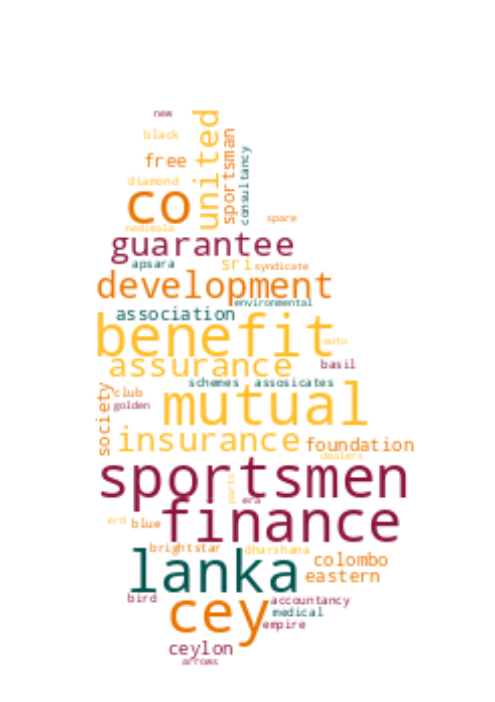 new
black
united
sportsman
consultancy
free
diamond
co
spare
nedimala
guarantee
apsara
sri
syndicate
development
environmental
association
benefit
auto
assurance
basil
schemes
assosicates
society
club
golden
mutual
insurance
foundation
dealers
sportsmen
parts
era
finance
end
blue
brightstar
dharshana
lanka
colombo
eastern
bird
cey
accountancy
medical
empire
ceylon
arrows